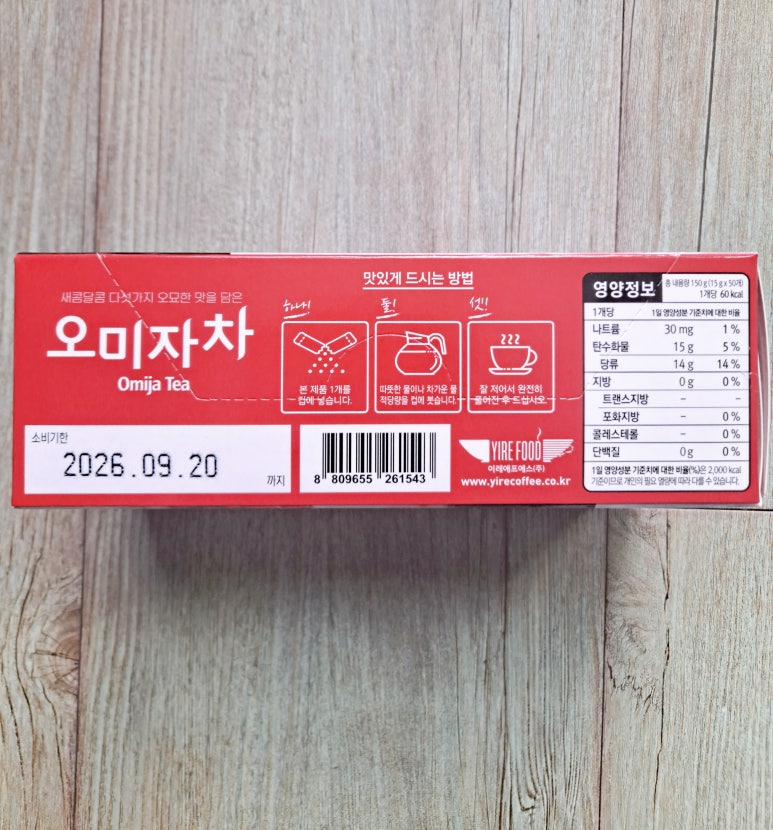 새콤달콤 다섯가지 오묘한 맛을 담은
오미자차
Omija Tea
소비기한
2026.09.20
까지
맛있게 드시는 방법
하나!
본 제품 1개를
컵에 넣습니다.
둘!
따뜻한 물이나 차가운 물
적당량을 컵에 붓습니다.
셋!
잘 저어서 완전히
풀어진 후 드십시오.
8 809655 261543
YIRE FOOD
이레에프에스(주)
www.yirecoffee.co.kr
영양정보
총 내용량 150 g (15 g x 50개)
1개당 60 kcal
1개당 1일 영양성분 기준치에 대한 비율
나트륨 30 mg 1 %
탄수화물 15 g 5 %
당류 14 g 14 %
지방 0 g 0 %
트랜스지방 - -
포화지방 - 0 %
콜레스테롤 - 0 %
단백질 0 g 0 %
1일 영양성분 기준치에 대한 비율(%)은 2,000 kcal
기준이므로 개인의 필요 열량에 따라 다를 수 있습니다.